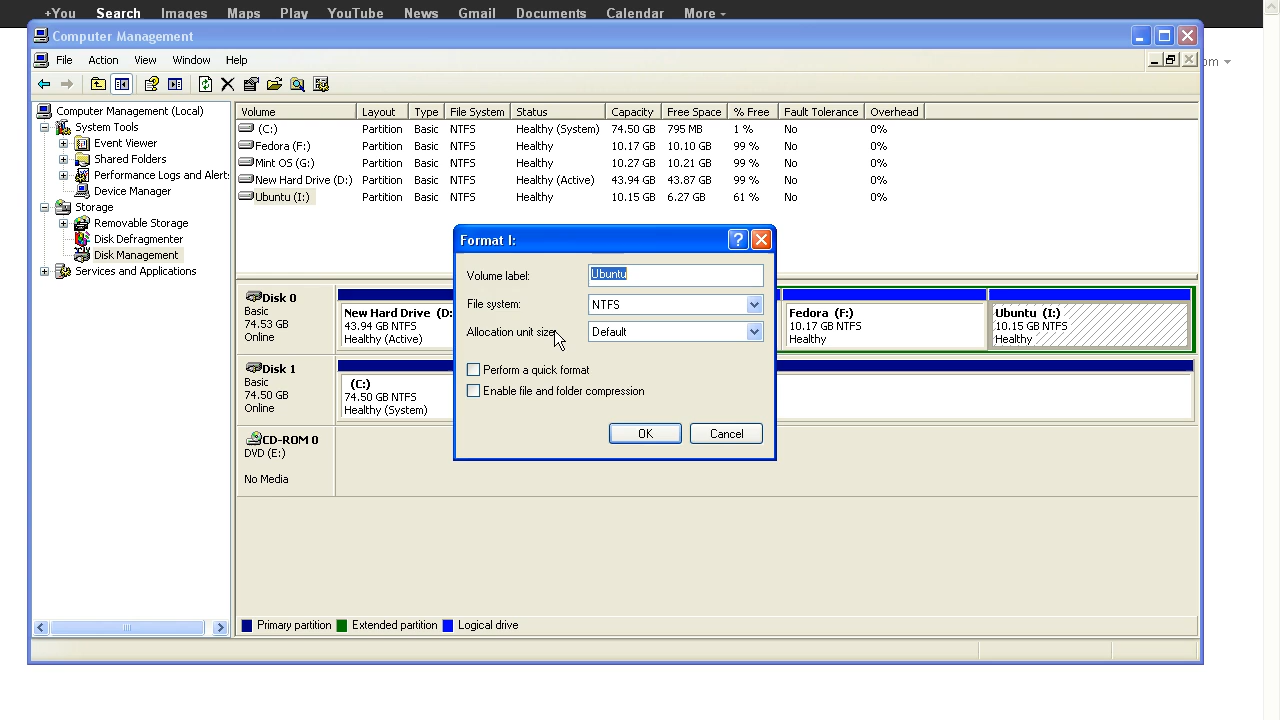 +You Search Images Maps Play YouTube News Gmail Documents Calendar More
Computer Management
om
File Action View Window Help
Computer Management (Local)
System Tools
Event Viewer
Shared Folders
Performance Logs and Alert:
Device Manager
Storage
Removable Storage
Disk Defragmenter
Disk Management
Services and Applications
Volume Layout Type File System Status Capacity Free Space % Free Fault Tolerance Overhead
(C:) Partition Basic NTFS Healthy (System) 74.50 GB 795 MB 1 % No 0%
Fedora (F:) Partition Basic NTFS Healthy 10.17 GB 10.10 GB 99 % No 0%
Mint OS (G:) Partition Basic NTFS Healthy 10.27 GB 10.21 GB 99 % No 0%
New Hard Drive (D:) Partition Basic NTFS Healthy (Active) 43.94 GB 43.87 GB 99 % No 0%
Ubuntu (I:) Partition Basic NTFS Healthy 10.15 GB 6.27 GB 61 % No 0%
Format I:
Volume label: Ubuntu
File system: NTFS
Allocation unit size: Default
Perform a quick format
Enable file and folder compression
OK Cancel
Disk 0
Basic
74.53 GB
Online
New Hard Drive (D:
43.94 GB NTFS
Healthy (Active)
Fedora (F:)
10.17 GB NTFS
Healthy
Ubuntu (I:)
10.15 GB NTFS
Healthy
Disk 1
Basic
74.50 GB
Online
(C:)
74.50 GB NTFS
Healthy (System)
CD-ROM 0
DVD (E:)
No Media
Primary partition Extended partition Logical drive